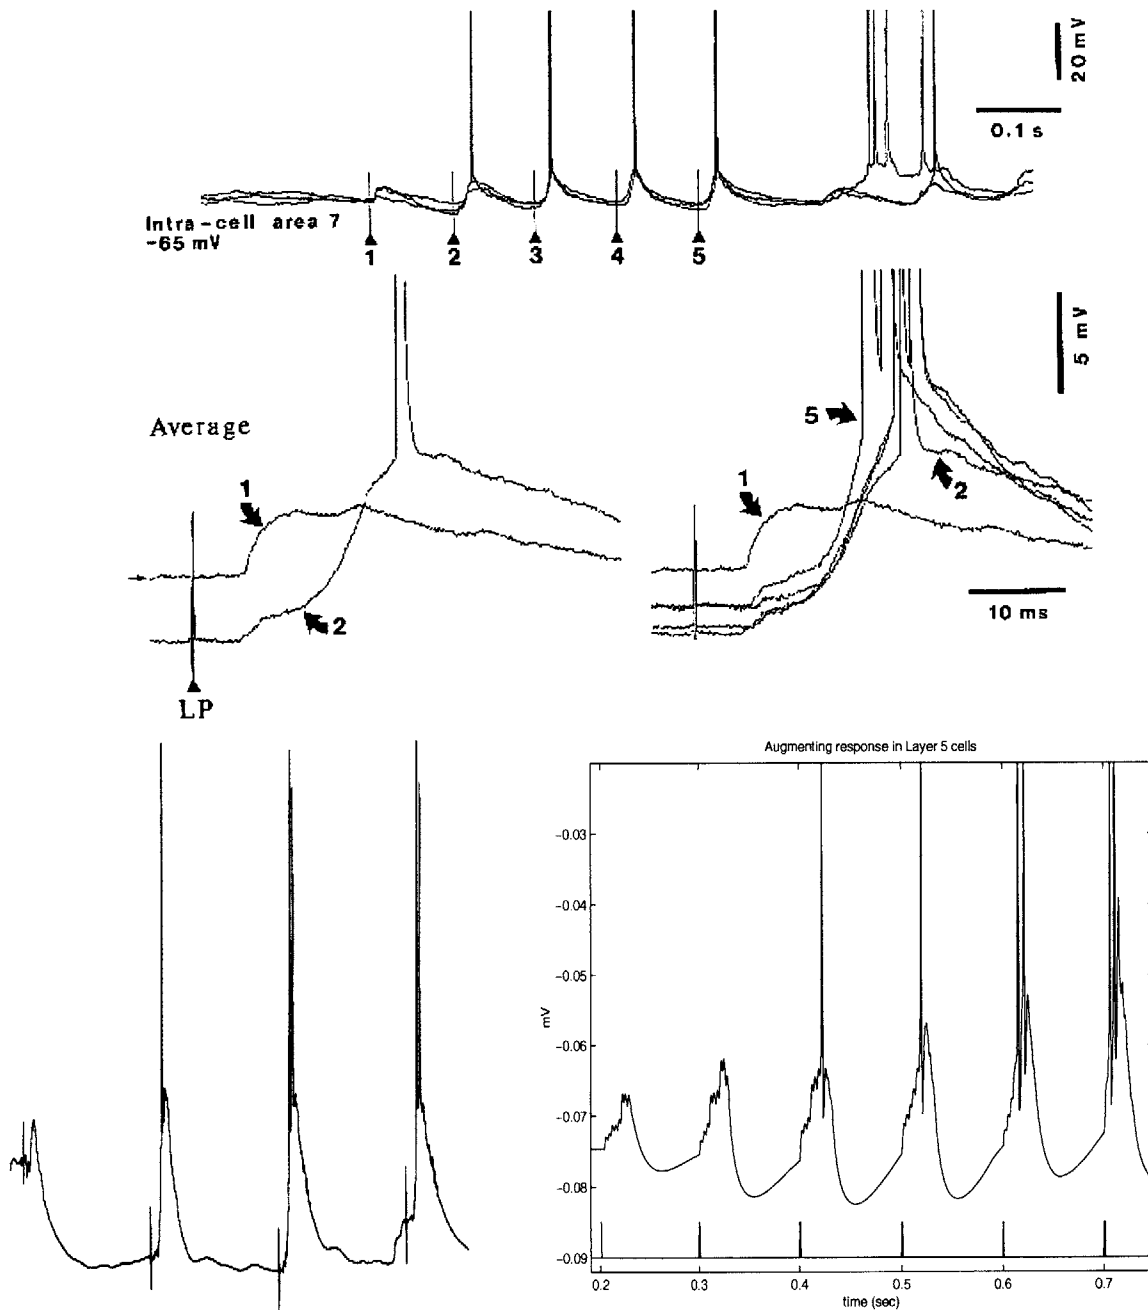 20 mV
0.1 s
Intra-cell area 7
-65 mV
1 2 3 4 5
5 mV
Average
1
2
LP
5
1
2
10 ms
Augmenting response in Layer 5 cells
mV
-0.03
-0.04
-0.05
-0.06
-0.07
-0.08
-0.09
0.2 0.3 0.4 0.5 0.6 0.7
time (sec)